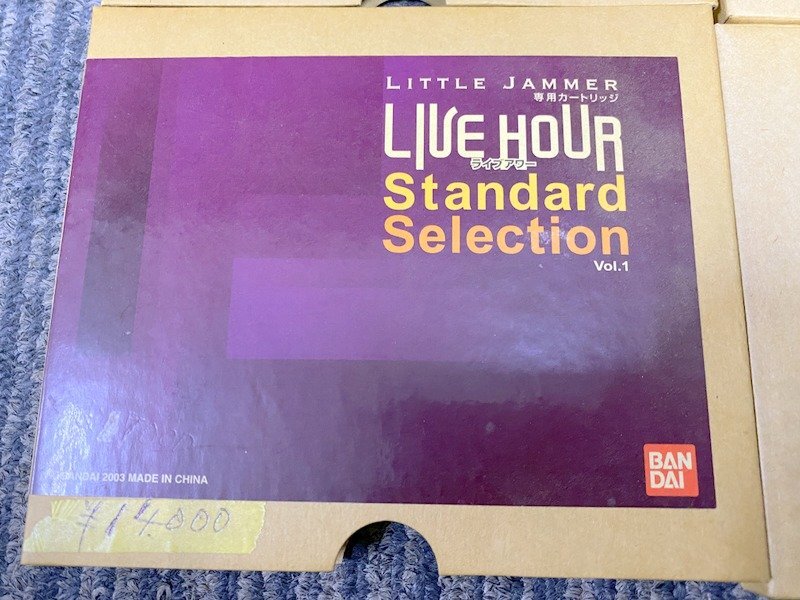 LITTLE JAMMER
専用カートリッジ
LIVE HOUR
ライブアワー
Standard
Selection
Vol.1
BAN
DAI
©BANDAI 2003 MADE IN CHINA
¥14,000